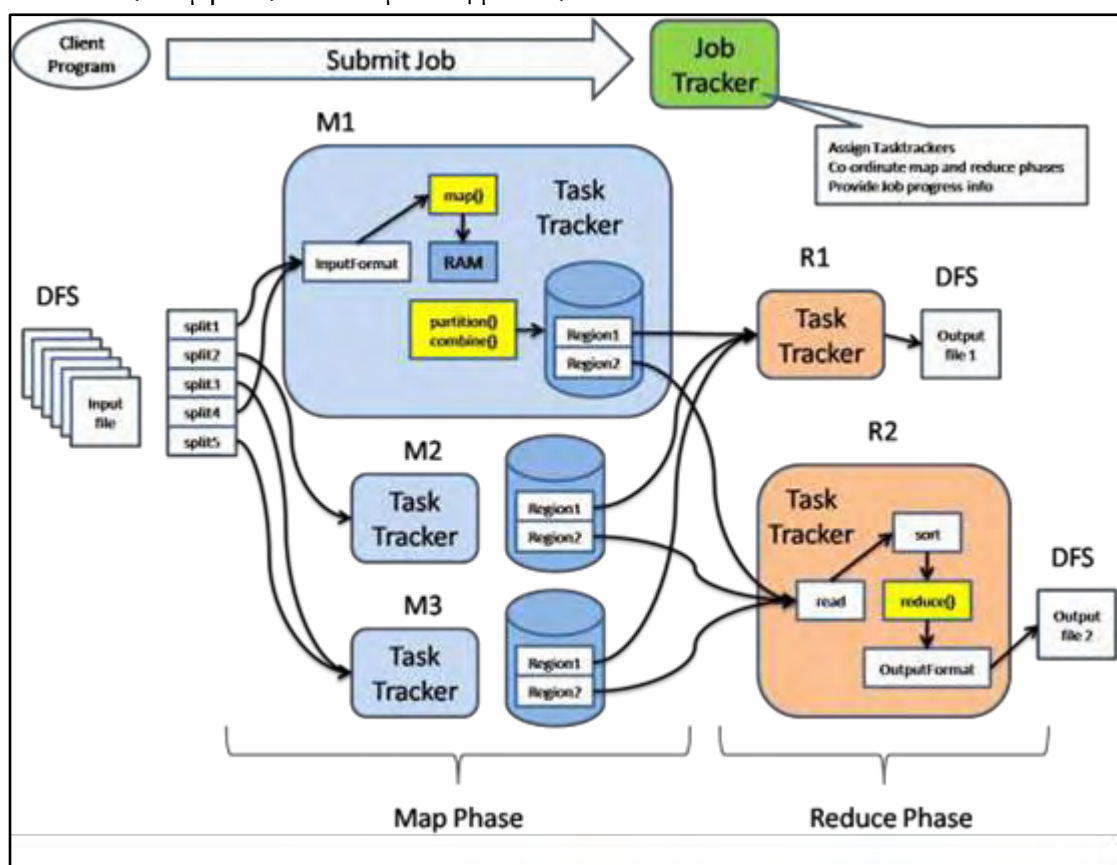 Client
Program
Submit Job
Job
Tracker
Assign Tasktrackers
Co-ordinate map and reduce phases
Provide Job progress info
M1
Task
Tracker
map()
InputFormat
RAM
partition()
combine()
Region1
Region2
DFS
Input
file
split1
split2
split3
split4
split5
M2
Task
Tracker
Region1
Region2
M3
Task
Tracker
Region1
Region2
R1
Task
Tracker
DFS
Output
file 1
R2
Task
Tracker
sort
read
reduce()
OutputFormat
DFS
Output
file 2
Map Phase
Reduce Phase